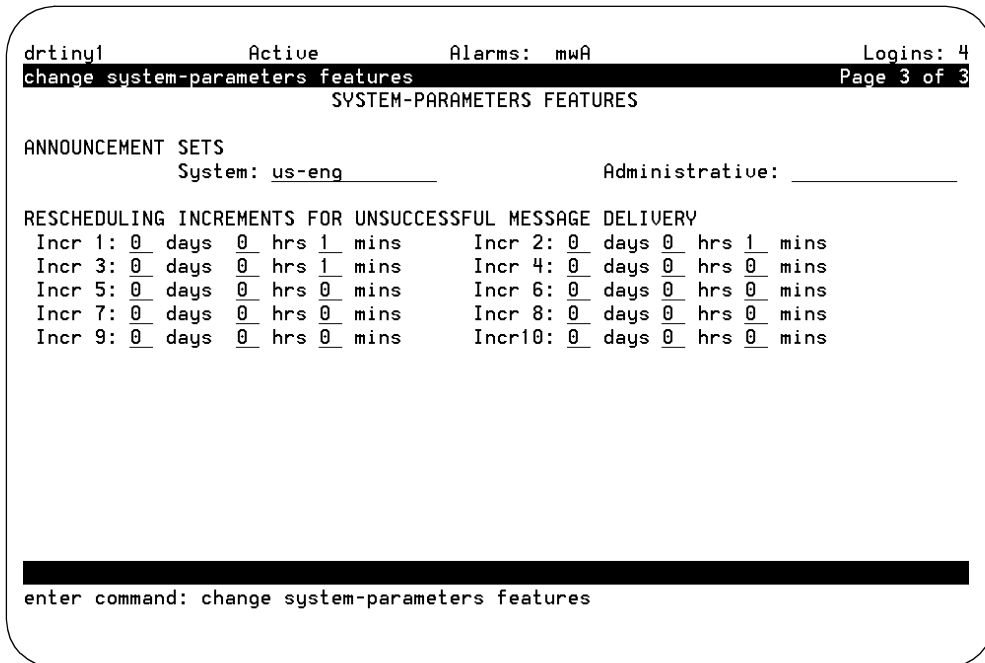 drtiny1 Active Alarms: mwA Logins: 4
change system-parameters features Page 3 of 3
SYSTEM-PARAMETERS FEATURES
ANNOUNCEMENT SETS
System: us-eng Administrative:
RESCHEDULING INCREMENTS FOR UNSUCCESSFUL MESSAGE DELIVERY
Incr 1: 0 days 0 hrs 1 mins Incr 2: 0 days 0 hrs 1 mins
Incr 3: 0 days 0 hrs 1 mins Incr 4: 0 days 0 hrs 0 mins
Incr 5: 0 days 0 hrs 0 mins Incr 6: 0 days 0 hrs 0 mins
Incr 7: 0 days 0 hrs 0 mins Incr 8: 0 days 0 hrs 0 mins
Incr 9: 0 days 0 hrs 0 mins Incr10: 0 days 0 hrs 0 mins
enter command: change system-parameters features